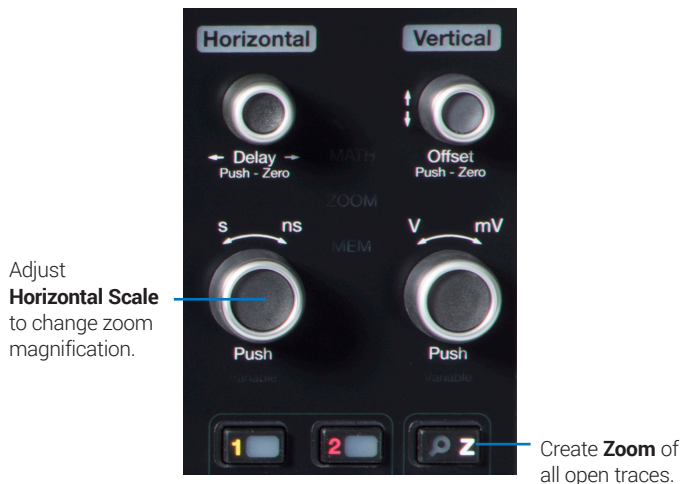 Horizontal
Vertical
Delay
Push - Zero
Offset
Push - Zero
MATH
ZOOM
MEM
s
ns
V
mV
Push
Push
Variable
Variable
1
2
Z
Adjust
Horizontal Scale
to change zoom
magnification.
Create Zoom of
all open traces.